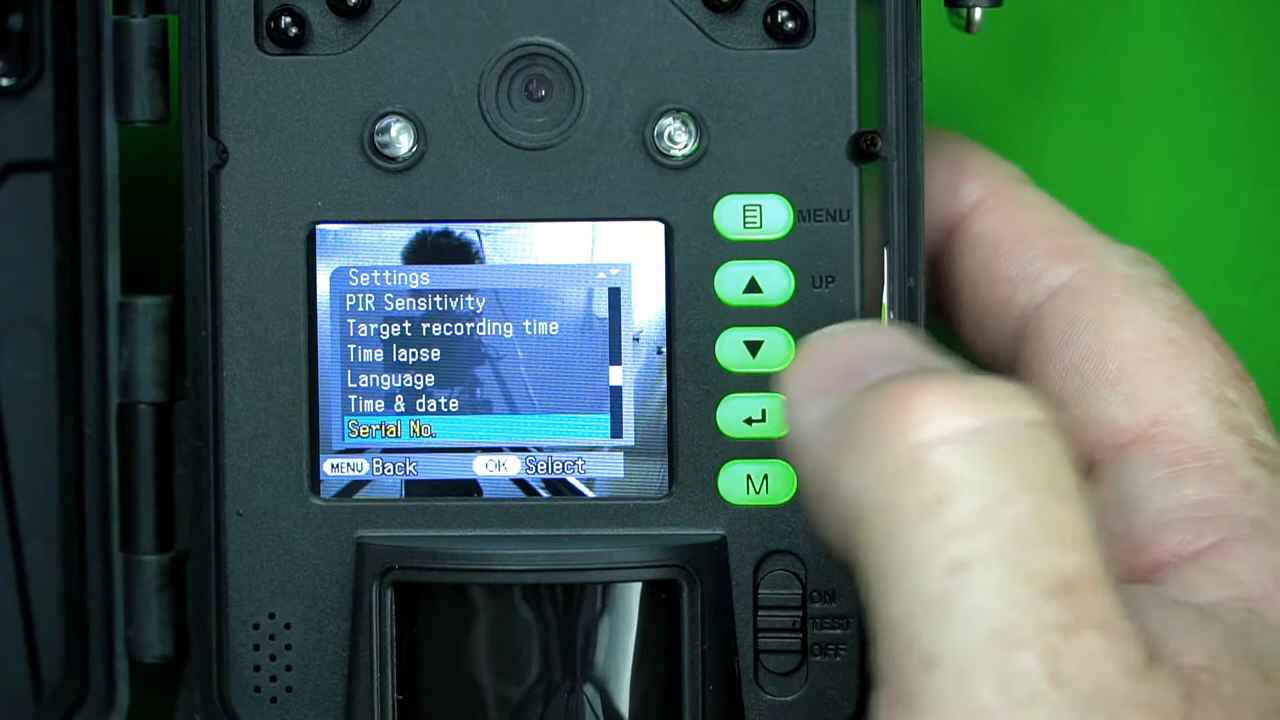 MENU
Settings
UP
PIR Sensitivity
Target recording time
Time lapse
Language
Time & date
Serial No.
MENU Back OK Select
M
ON
TEST
OFF